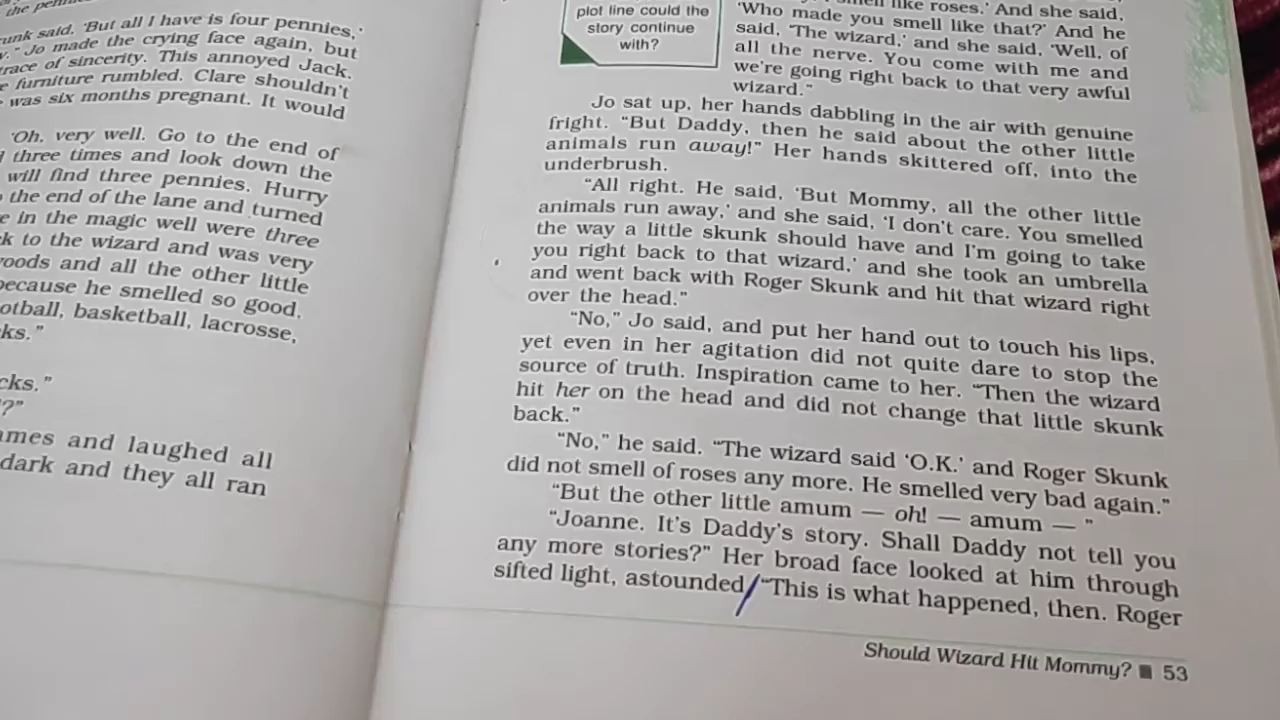 the
unk said, 'But all I have is four pennies,'
Jo made the crying face again, but
trace of sincerity. This annoyed Jack.
furniture rumbled. Clare shouldn't
was six months pregnant. It would
'Oh, very well. Go to the end of
three times and look down the
will find three pennies. Hurry
the end of the lane and turned
in the magic well were three
k to the wizard and was very
oods and all the other little
because he smelled so good.
otball, basketball, lacrosse,
ks."
cks."
?"
ames and laughed all
dark and they all ran
plot line could the
story continue
with?
smell like roses.' And she said,
'Who made you smell like that?' And he
said, 'The wizard,' and she said, 'Well, of
all the nerve. You come with me and
we're going right back to that very awful
wizard."
Jo sat up, her hands dabbling in the air with genuine
fright. "But Daddy, then he said about the other little
animals run away!" Her hands skittered off, into the
underbrush.
"All right. He said, 'But Mommy, all the other little
animals run away,' and she said, 'I don't care. You smelled
the way a little skunk should have and I'm going to take
you right back to that wizard,' and she took an umbrella
and went back with Roger Skunk and hit that wizard right
over the head."
"No," Jo said, and put her hand out to touch his lips,
yet even in her agitation did not quite dare to stop the
source of truth. Inspiration came to her. "Then the wizard
hit her on the head and did not change that little skunk
back."
"No," he said. "The wizard said 'O.K.' and Roger Skunk
did not smell of roses any more. He smelled very bad again."
"But the other little amum — oh! — amum — "
"Joanne. It's Daddy's story. Shall Daddy not tell you
any more stories?" Her broad face looked at him through
sifted light, astounded/"This is what happened, then. Roger
Should Wizard Hit Mommy? ■ 53